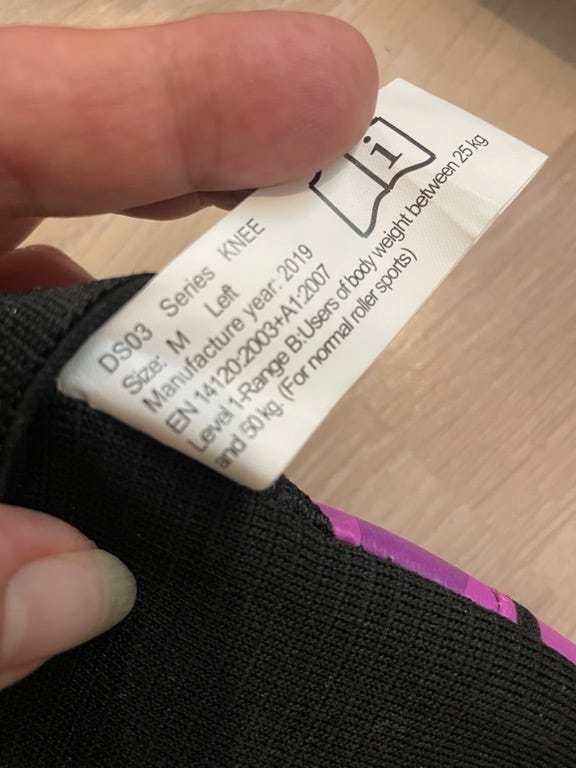 i
DS03 Series KNEE
Size: M Left
Manufacture year: 2019
EN 14120:2003+A1:2007
Level 1-Range B:Users of body weight between 25 kg
and 50 kg. (For normal roller sports)